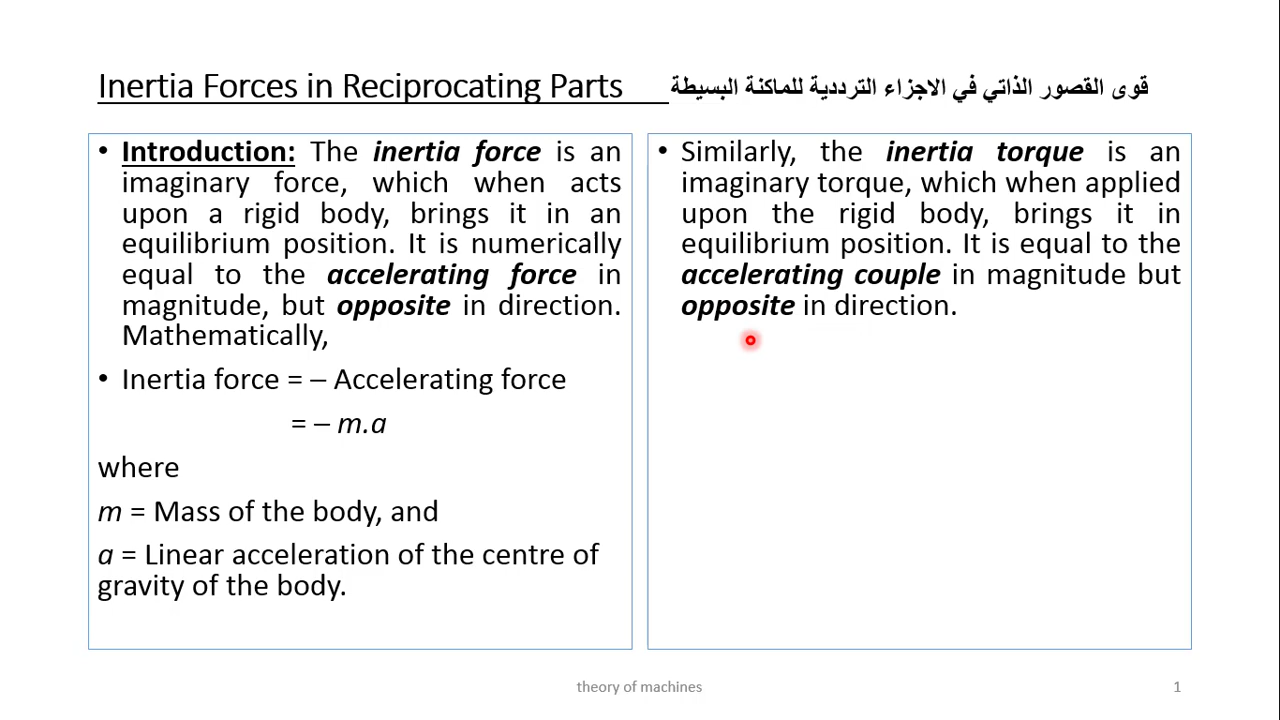 Inertia Forces in Reciprocating Parts قوى القصور الذاتي في الاجزاء الترددية للماكنة البسيطة
• Introduction: The inertia force is an
imaginary force, which when acts
upon a rigid body, brings it in an
equilibrium position. It is numerically
equal to the accelerating force in
magnitude, but opposite in direction.
Mathematically,
• Inertia force = – Accelerating force
= – m.a
where
m = Mass of the body, and
a = Linear acceleration of the centre of
gravity of the body.
• Similarly, the inertia torque is an
imaginary torque, which when applied
upon the rigid body, brings it in
equilibrium position. It is equal to the
accelerating couple in magnitude but
opposite in direction.
theory of machines
1